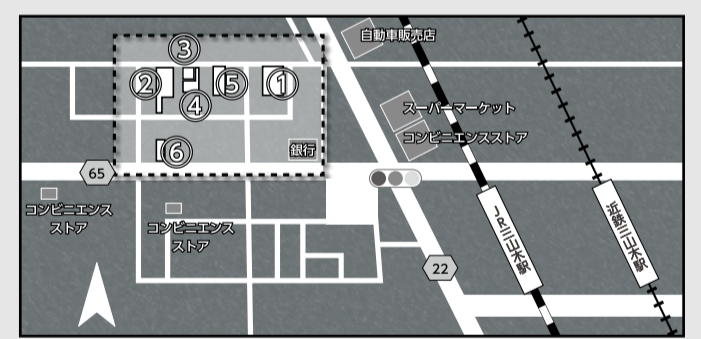 自動車販売店
③
②
⑤
①
④
スーパーマーケット
コンビニエンスストア
⑥
銀行
65
コンビニエンス
ストア
コンビニエンス
ストア
JR三山木駅
近鉄三山木駅
22